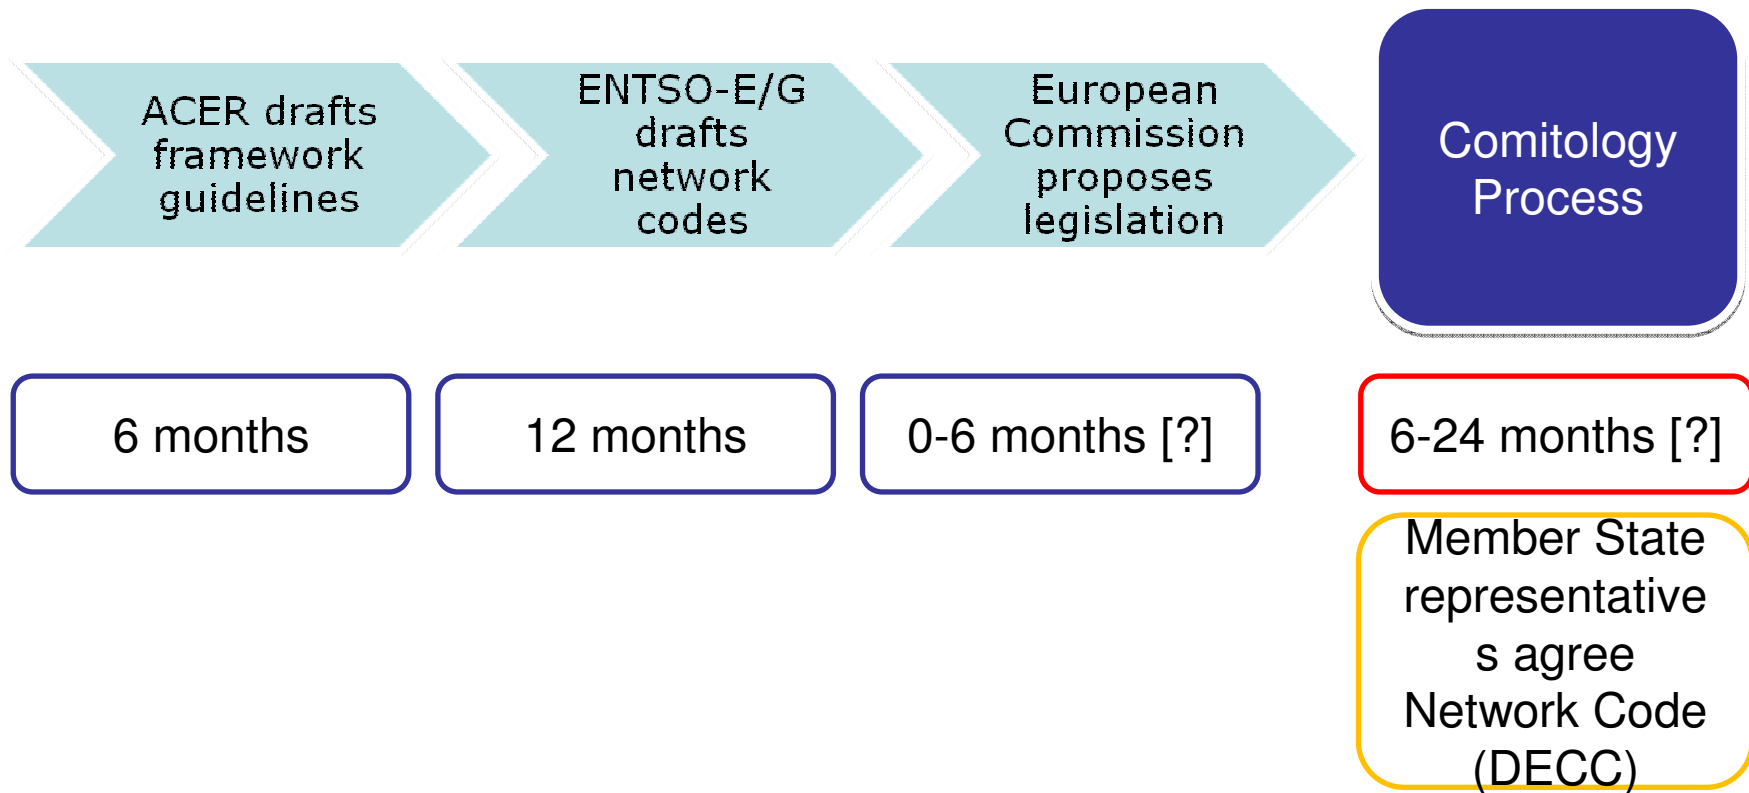 ACER drafts
framework
guidelines
ENTSO-E/G
drafts
network
codes
European
Commission
proposes
legislation
Comitology
Process
6 months
12 months
0-6 months [?]
6-24 months [?]
Member State
representative
s agree
Network Code
(DECC)